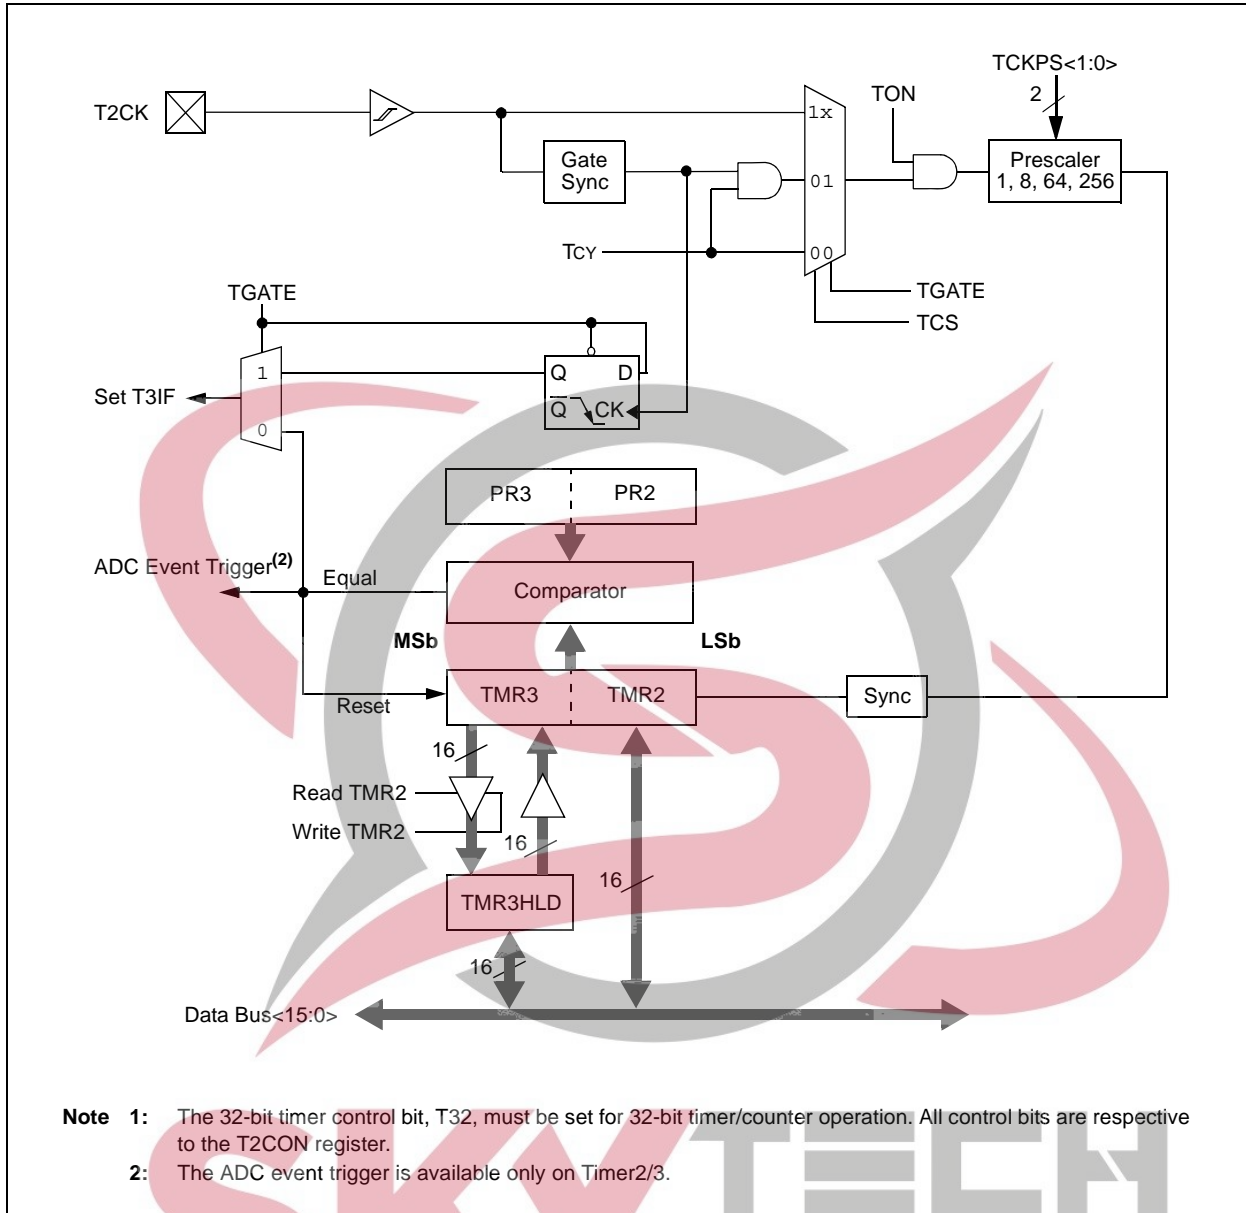 TCKPS<1:0>
2
T2CK
1x
TON
Gate
Sync
Prescaler
1, 8, 64, 256
01
TCY
00
TGATE
TCS
TGATE
1
Q D
Set T3IF
Q CK
0
PR3 PR2
ADC Event Trigger(2)
Equal
Comparator
MSb LSb
TMR3 TMR2
Sync
Reset
16
Read TMR2
Write TMR2
16
16
TMR3HLD
16
Data Bus<15:0>
Note 1: The 32-bit timer control bit, T32, must be set for 32-bit timer/counter operation. All control bits are respective
to the T2CON register.
2: The ADC event trigger is available only on Timer2/3.
SKYTECH